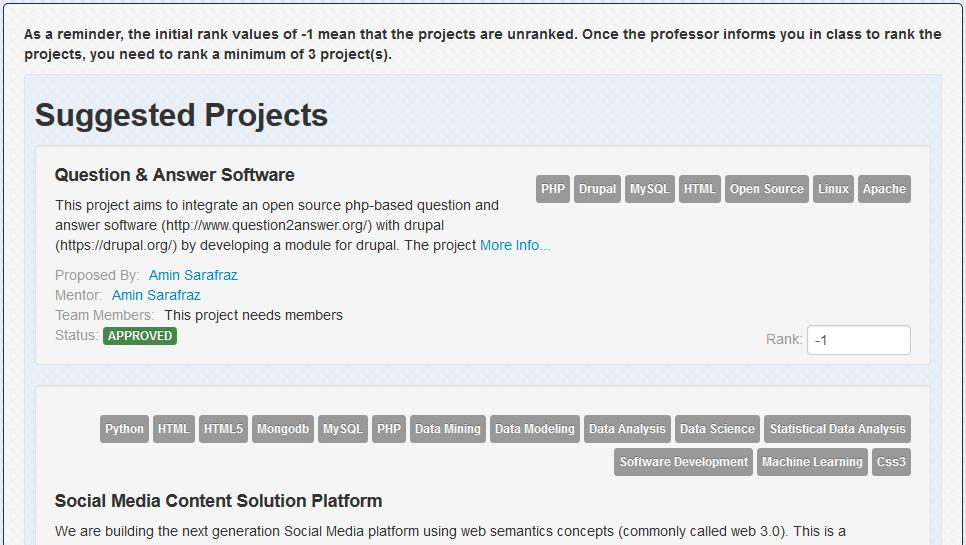 As a reminder, the initial rank values of -1 mean that the projects are unranked. Once the professor informs you in class to rank the
projects, you need to rank a minimum of 3 project(s).
Suggested Projects
Question & Answer Software
PHP Drupal MySQL HTML Open Source Linux Apache
This project aims to integrate an open source php-based question and
answer software (http://www.question2answer.org/) with drupal
(https://drupal.org/) by developing a module for drupal. The project More Info...
Proposed By: Amin Sarafraz
Mentor: Amin Sarafraz
Team Members: This project needs members
Status: APPROVED
Rank: -1
Python HTML HTML5 Mongodb MySQL PHP Data Mining Data Modeling Data Analysis Data Science Statistical Data Analysis
Software Development Machine Learning Css3
Social Media Content Solution Platform
We are building the next generation Social Media platform using web semantics concepts (commonly called web 3.0). This is a